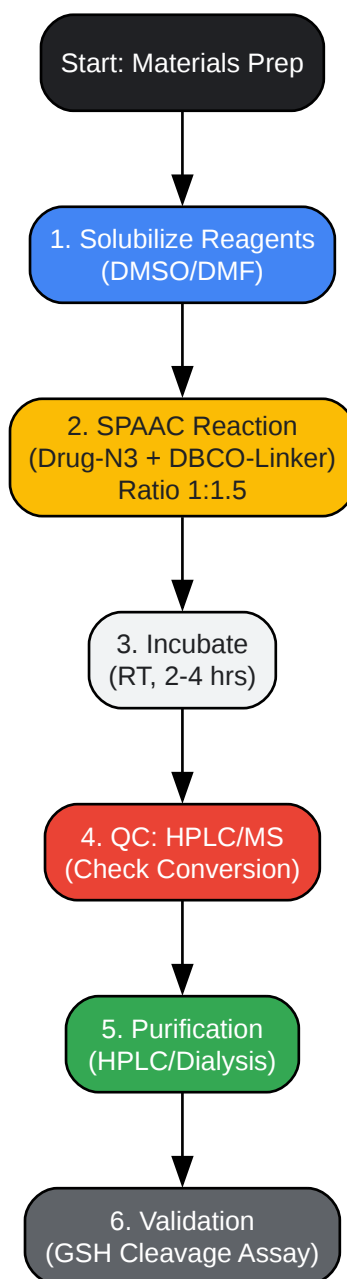 Start: Materials Prep
1. Solubilize Reagents
(DMSO/DMF)
2. SPAAC Reaction
(Drug-N3 + DBCO-Linker)
Ratio 1:1.5
3. Incubate
(RT, 2-4 hrs)
4. QC: HPLC/MS
(Check Conversion)
5. Purification
(HPLC/Dialysis)
6. Validation
(GSH Cleavage Assay)